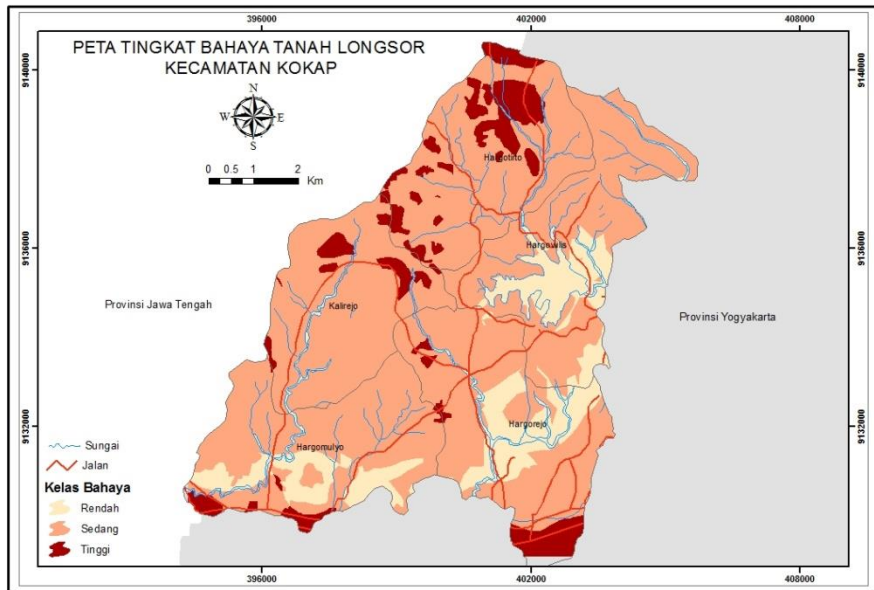 396000
402000
408000
PETA TINGKAT BAHAYA TANAH LONGSOR
KECAMATAN KOKAP
N
W E
S
0 0.5 1 2
Km
9140000
9140000
Hargotirto
9136000
9136000
Hargowilis
Provinsi Jawa Tengah
Kalirejo
Provinsi Yogyakarta
9132000
9132000
Hargorejo
Hargomulyo
Sungai
Jalan
Kelas Bahaya
Rendah
Sedang
Tinggi
396000
402000
408000